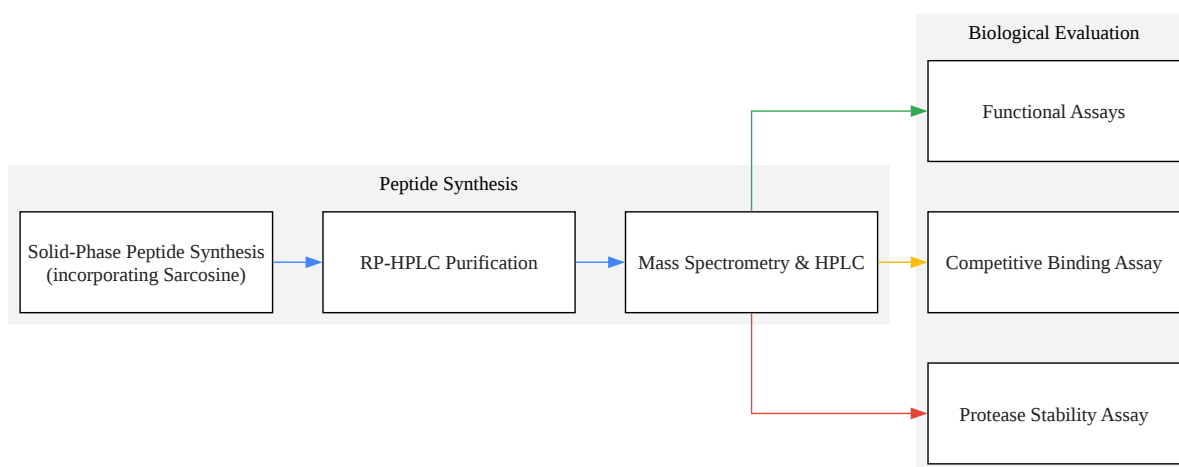 Peptide Synthesis
Solid-Phase Peptide Synthesis
(incorporating Sarcosine)
RP-HPLC Purification
Mass Spectrometry & HPLC
Biological Evaluation
Functional Assays
Competitive Binding Assay
Protease Stability Assay